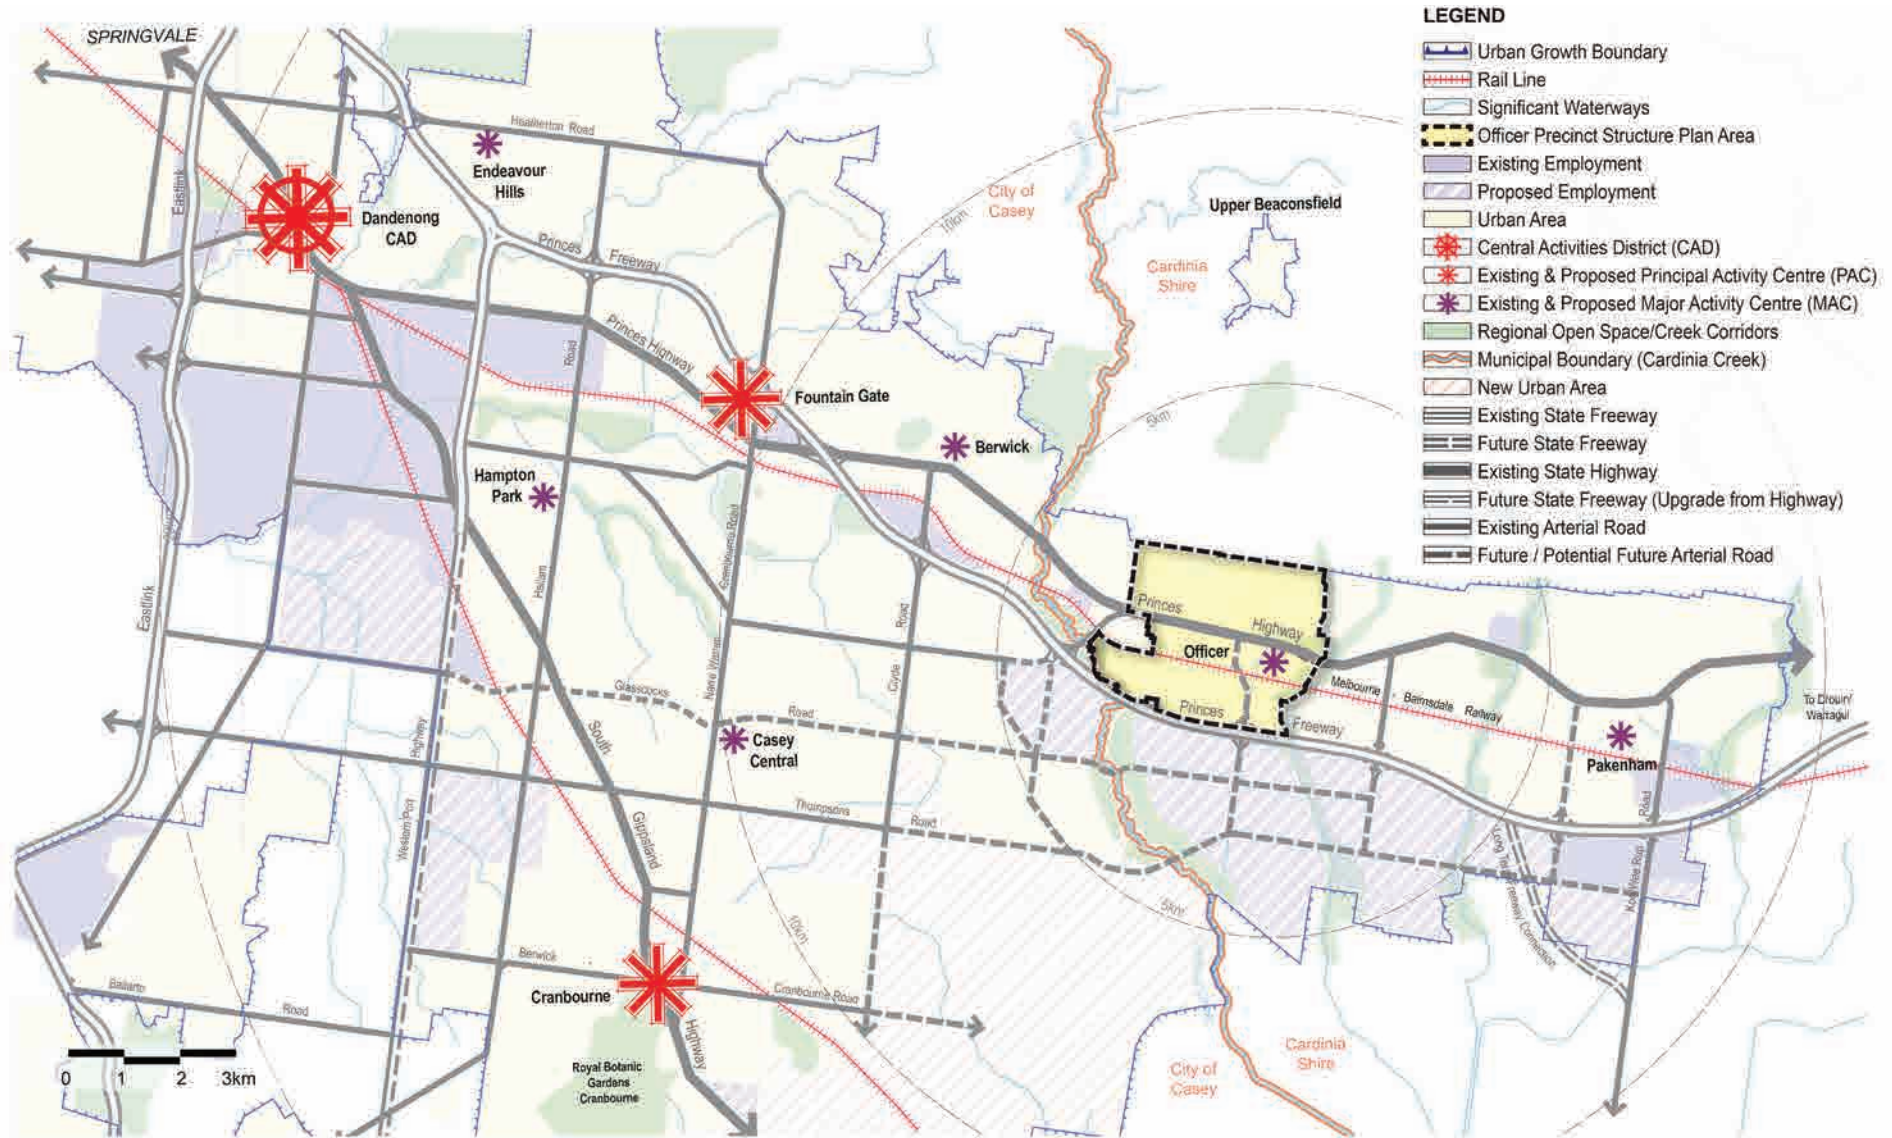 SPRINGVALE
Heatherton Road
Endeavour
Hills
Eastlink
Dandenong
CAD
Princes
Freeway
Princes Highway
Road
Fountain Gate
Berwick
City of
Casey
10km
Cardinia
Shire
Upper Beaconsfield
5km
Hampton
Park
Hallam
Narre Warren
Cranbourne Road
Clyde
Road
Eastlink
Princes
Highway
Officer
Melbourne - Bairnsdale Railway
Princes
Freeway
To Drouin/
Warragul
Pakenham
Glasscocks
Road
Casey
Central
Thompsons
Road
Western Port
Highway
South
Gippsland
Highway
Road
Koo Wee Rup
Long Term Freeway Connection
5km
10km
Berwick
Cranbourne Road
Cranbourne
Ballarto
Road
Royal Botanic
Gardens
Cranbourne
City of
Casey
Cardinia
Shire
0 1 2 3km
LEGEND
Urban Growth Boundary
Rail Line
Significant Waterways
Officer Precinct Structure Plan Area
Existing Employment
Proposed Employment
Urban Area
Central Activities District (CAD)
Existing & Proposed Principal Activity Centre (PAC)
Existing & Proposed Major Activity Centre (MAC)
Regional Open Space/Creek Corridors
Municipal Boundary (Cardinia Creek)
New Urban Area
Existing State Freeway
Future State Freeway
Existing State Highway
Future State Freeway (Upgrade from Highway)
Existing Arterial Road
Future / Potential Future Arterial Road